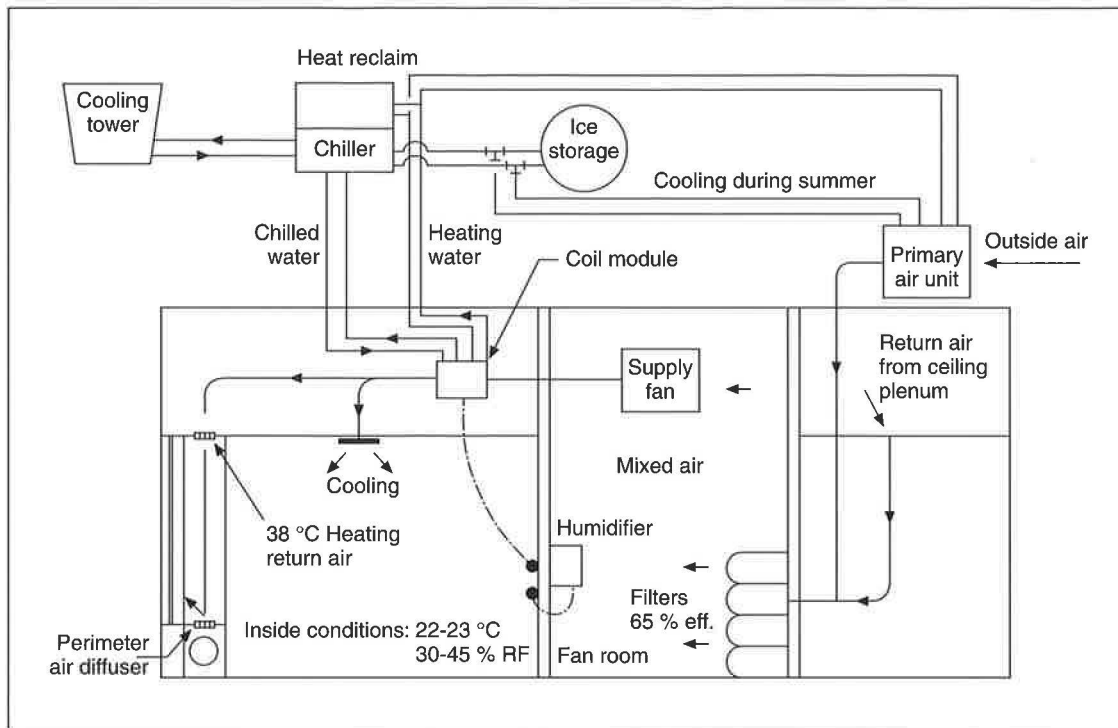 Heat reclaim
Cooling
tower
Chiller
Ice
storage
Cooling during summer
Chilled
water
Heating
water
Coil module
Primary
air unit
Outside air
Return air
from ceiling
plenum
Supply
fan
Mixed air
Cooling
38 °C Heating
return air
Humidifier
Filters
65 % eff.
Inside conditions: 22-23 °C
30-45 % RF
Fan room
Perimeter
air diffuser